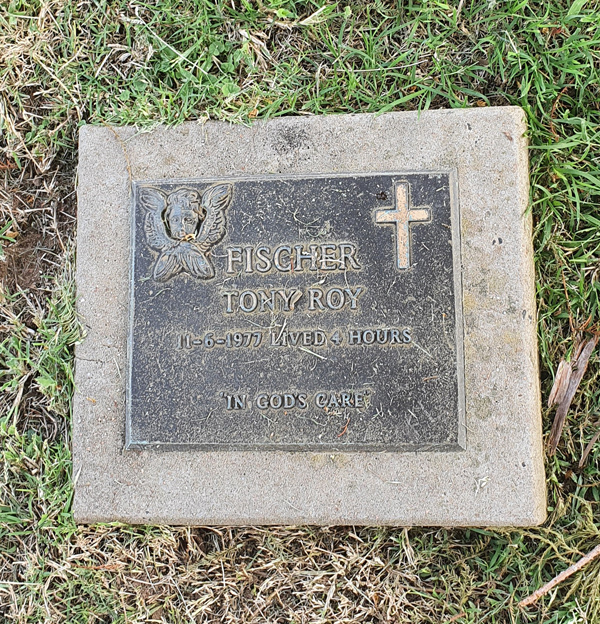 FISCHER
TONY ROY
11-6-1977 LIVED 4 HOURS
'IN GOD'S CARE'